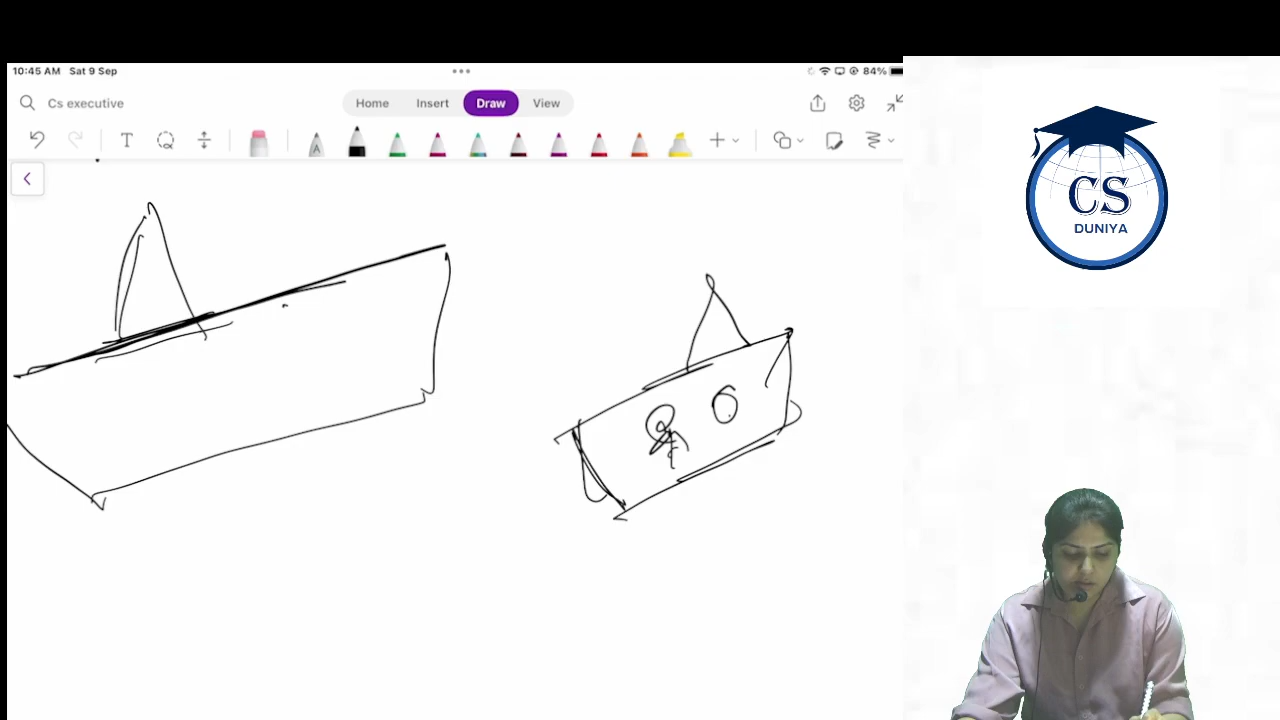 10:45 AM Sat 9 Sep
84%
Cs executive
Home Insert Draw View
T
A
CS
DUNIYA